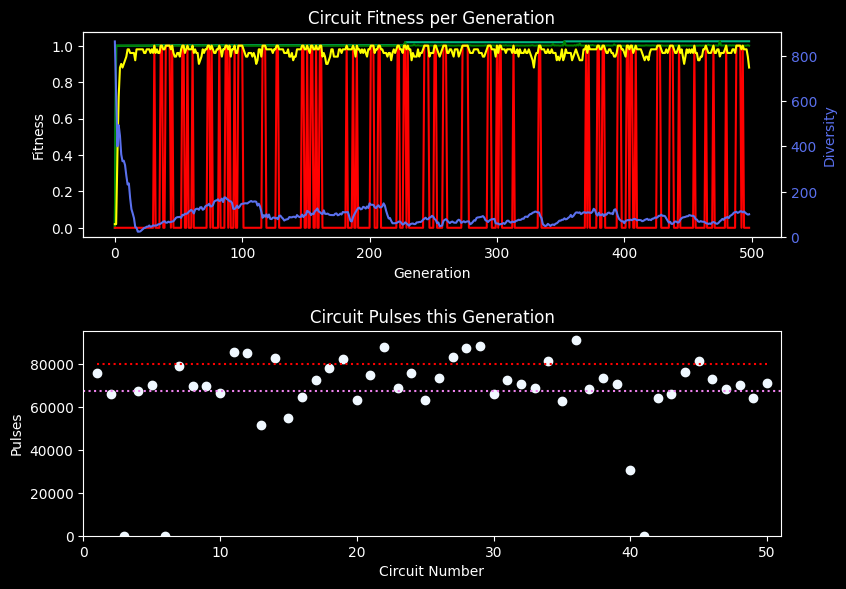 Circuit Fitness per Generation
1.0
0.8
0.6
0.4
0.2
0.0
Fitness
800
600
400
200
0
Diversity
0 100 200 300 400 500
Generation
Circuit Pulses this Generation
80000
60000
40000
20000
0
Pulses
0 10 20 30 40 50
Circuit Number